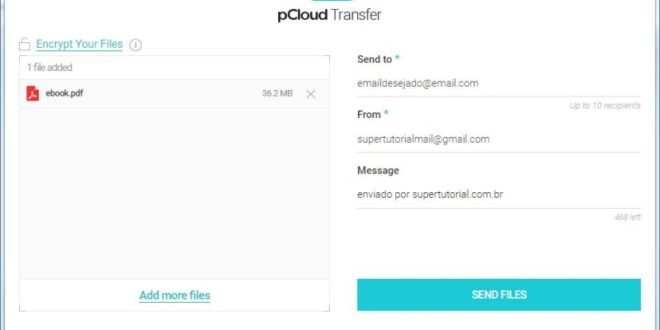 pCloud Transfer
Encrypt Your Files
1 file added
ebook.pdf 36.2 MB
Add more files
Send to *
emaildesejado@email.com
Up to 10 recipients
From *
supertutorialmail@gmail.com
Message
enviado por supertutorial.com.br
468 left
SEND FILES